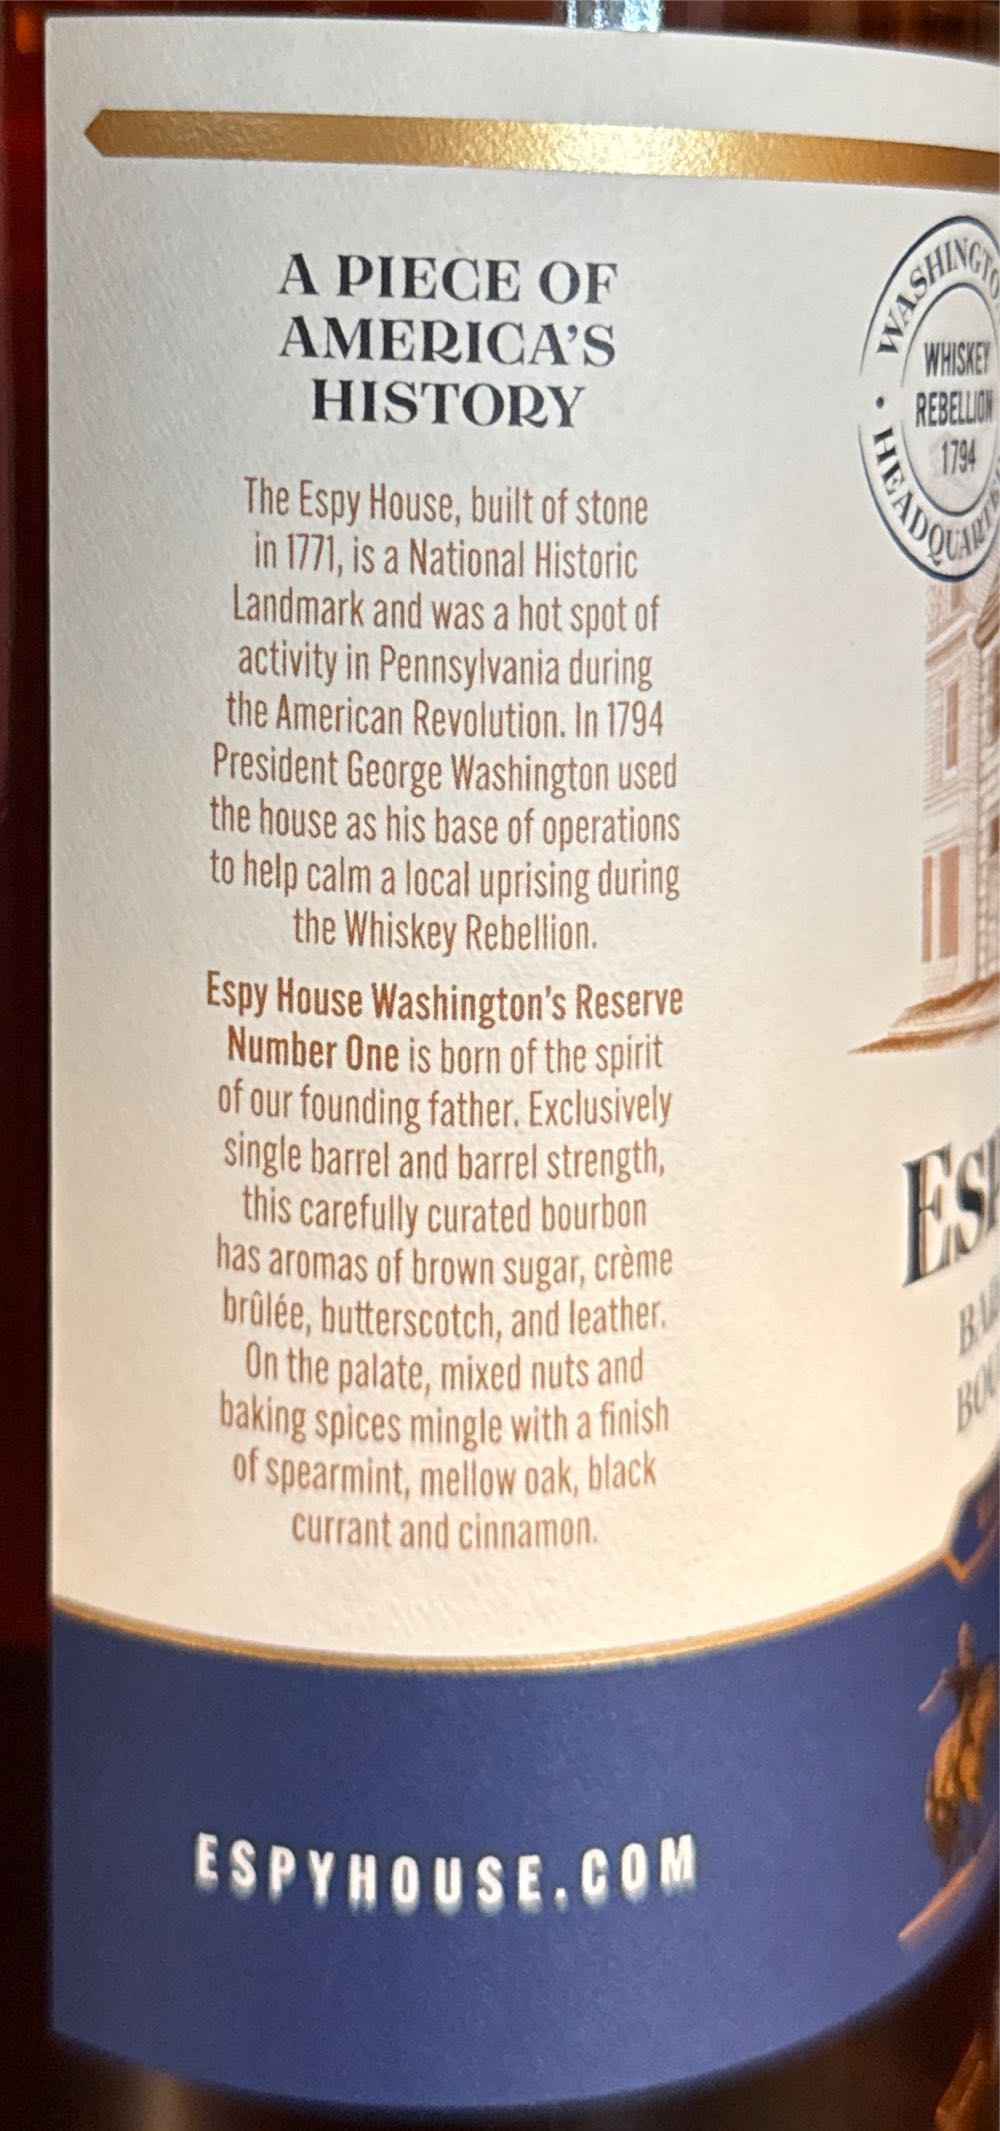 A PIECE OF
AMERICA'S
HISTORY
The Espy House, built of stone
in 1771, is a National Historic
Landmark and was a hot spot of
activity in Pennsylvania during
the American Revolution. In 1794
President George Washington used
the house as his base of operations
to help calm a local uprising during
the Whiskey Rebellion.
Espy House Washington's Reserve
Number One is born of the spirit
of our founding father. Exclusively
single barrel and barrel strength,
this carefully curated bourbon
has aromas of brown sugar, crème
brûlée, butterscotch, and leather.
On the palate, mixed nuts and
baking spices mingle with a finish
of spearmint, mellow oak, black
currant and cinnamon.
ESPYHOUSE.COM
WHISKEY
REBELLION
1794